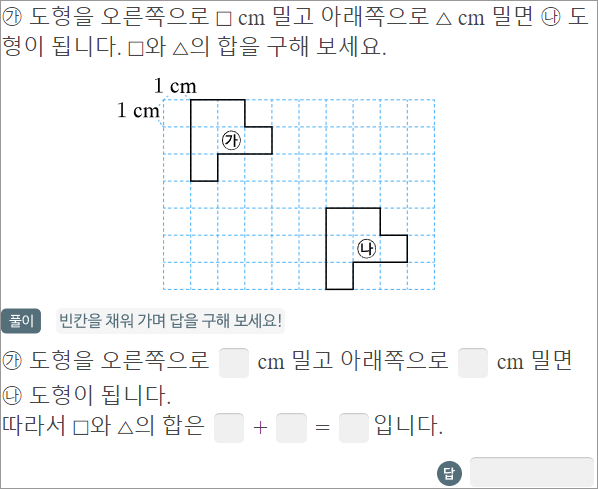 ㉮ 도형을 오른쪽으로 □ cm 밀고 아래쪽으로 △ cm 밀면 ㉯ 도
형이 됩니다. □와 △의 합을 구해 보세요.
1 cm
1 cm
㉮
㉯
풀이 빈칸을 채워 가며 답을 구해 보세요!
㉮ 도형을 오른쪽으로 cm 밀고 아래쪽으로 cm 밀면
㉯ 도형이 됩니다.
따라서 □와 △의 합은 + = 입니다.
답